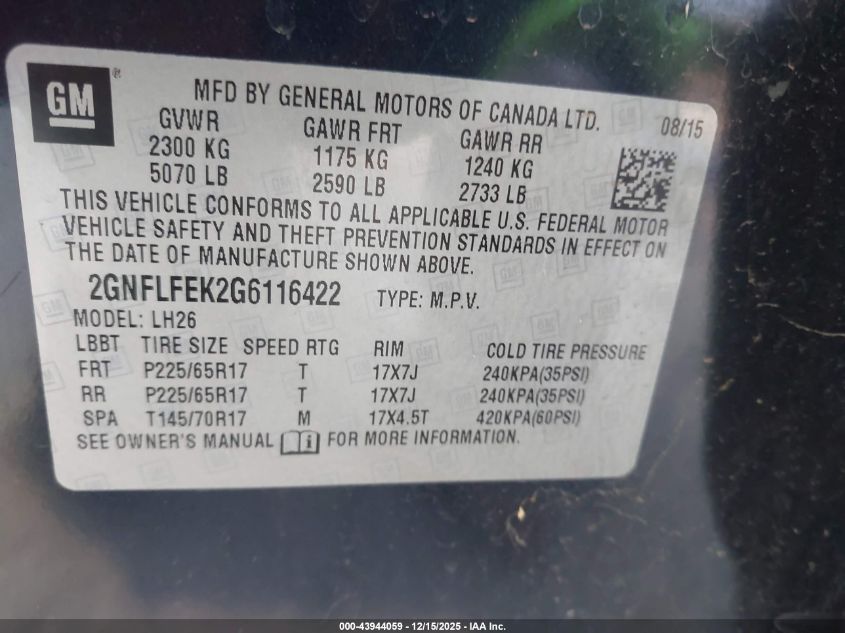 GM®
MFD BY GENERAL MOTORS OF CANADA LTD. 08/15
GVWR GAWR FRT GAWR RR
2300 KG 1175 KG 1240 KG
5070 LB 2590 LB 2733 LB
THIS VEHICLE CONFORMS TO ALL APPLICABLE U.S. FEDERAL MOTOR
VEHICLE SAFETY AND THEFT PREVENTION STANDARDS IN EFFECT ON
THE DATE OF MANUFACTURE SHOWN ABOVE.
2GNFLFEK2G6116422 TYPE: M.P.V.
MODEL: LH26
LBBT TIRE SIZE SPEED RTG RIM COLD TIRE PRESSURE
FRT P225/65R17 T 17X7J 240KPA(35PSI)
RR P225/65R17 T 17X7J 240KPA(35PSI)
SPA T145/70R17 M 17X4.5T 420KPA(60PSI)
SEE OWNER'S MANUAL i FOR MORE INFORMATION.
000-43944059 - 12/15/2025 - IAA Inc.